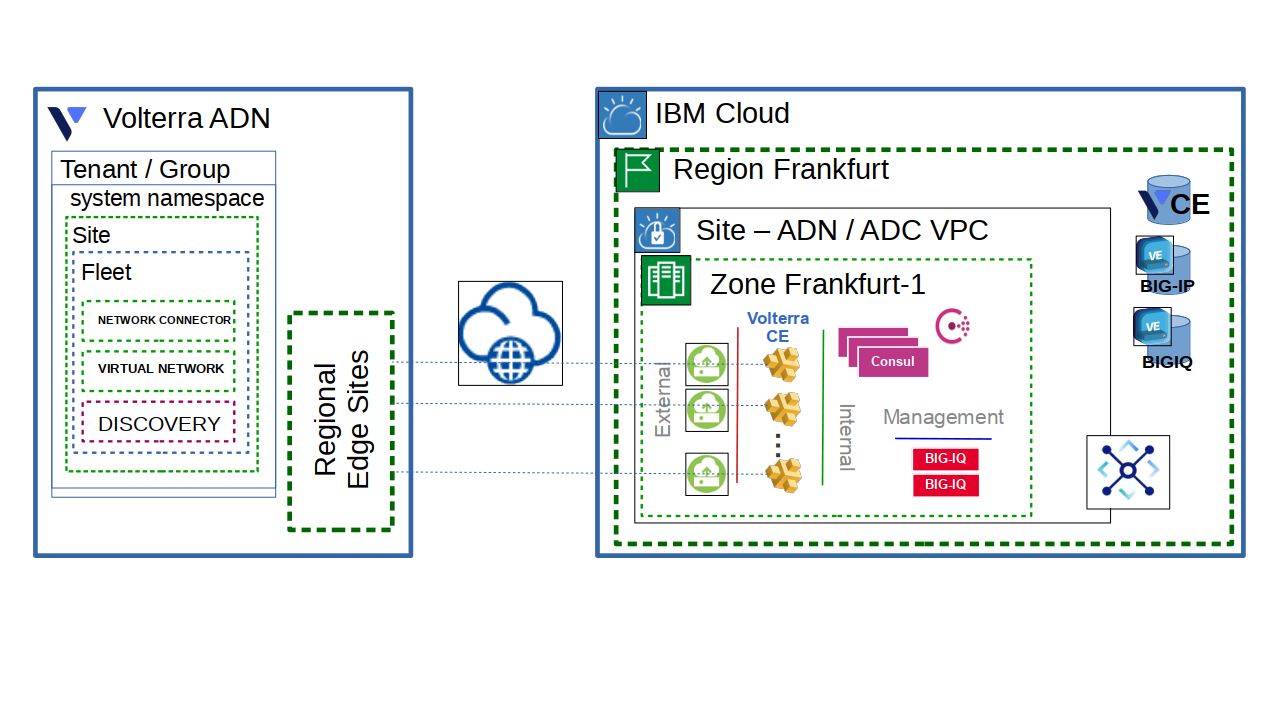 Volterra ADN
Tenant / Group
system namespace
Site
Fleet
NETWORK CONNECTOR
VIRTUAL NETWORK
DISCOVERY
Regional
Edge Sites
IBM Cloud
Region Frankfurt
Site – ADN / ADC VPC
Zone Frankfurt-1
External
Volterra
CE
...
Internal
Consul
Management
BIG-IQ
BIG-IQ
CE
VE
BIG-IP
VE
BIGIQ